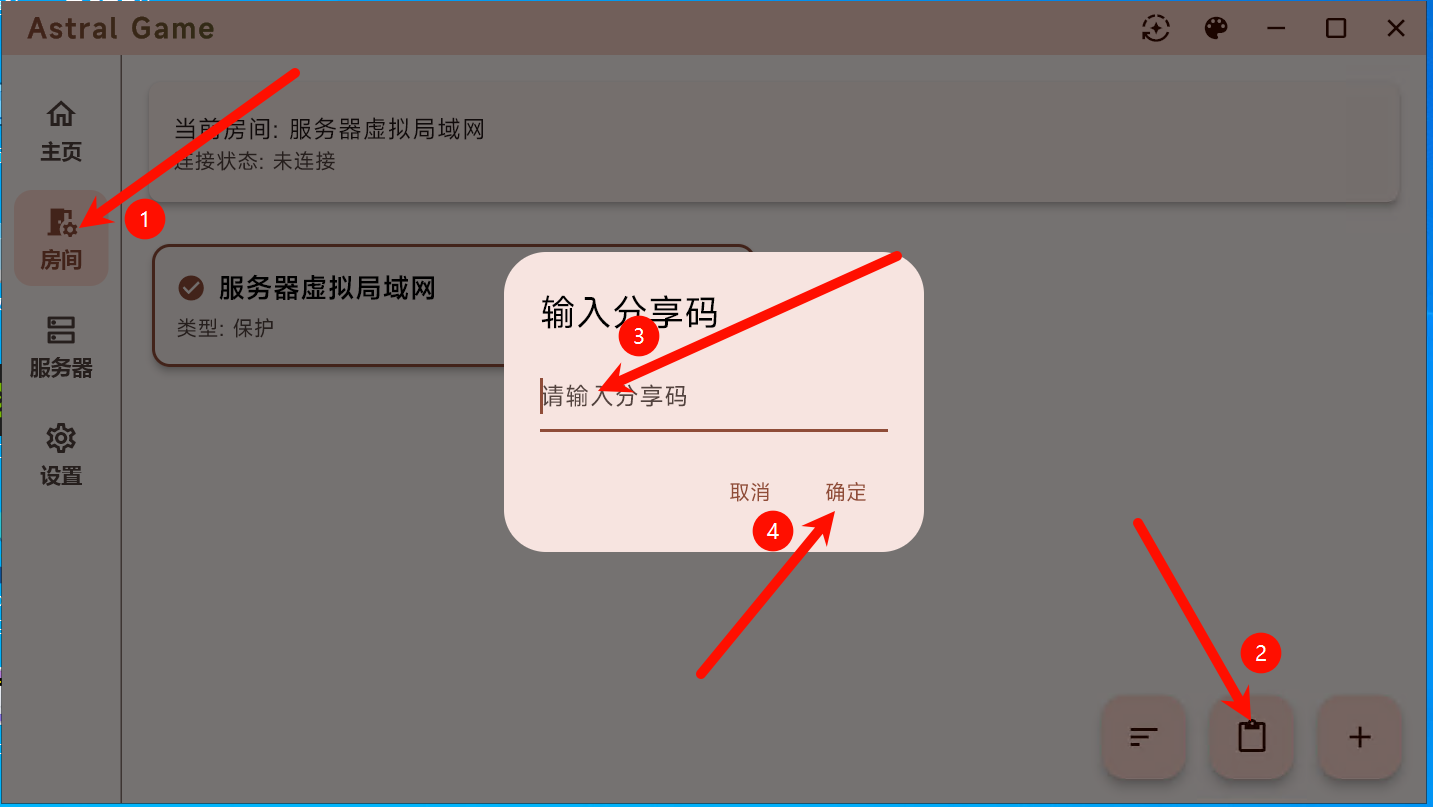 Astral Game
主页
房间
服务器
设置
当前房间: 服务器虚拟局域网
连接状态: 未连接
服务器虚拟局域网
类型: 保护
输入分享码
请输入分享码
取消
确定
1
3
4
2